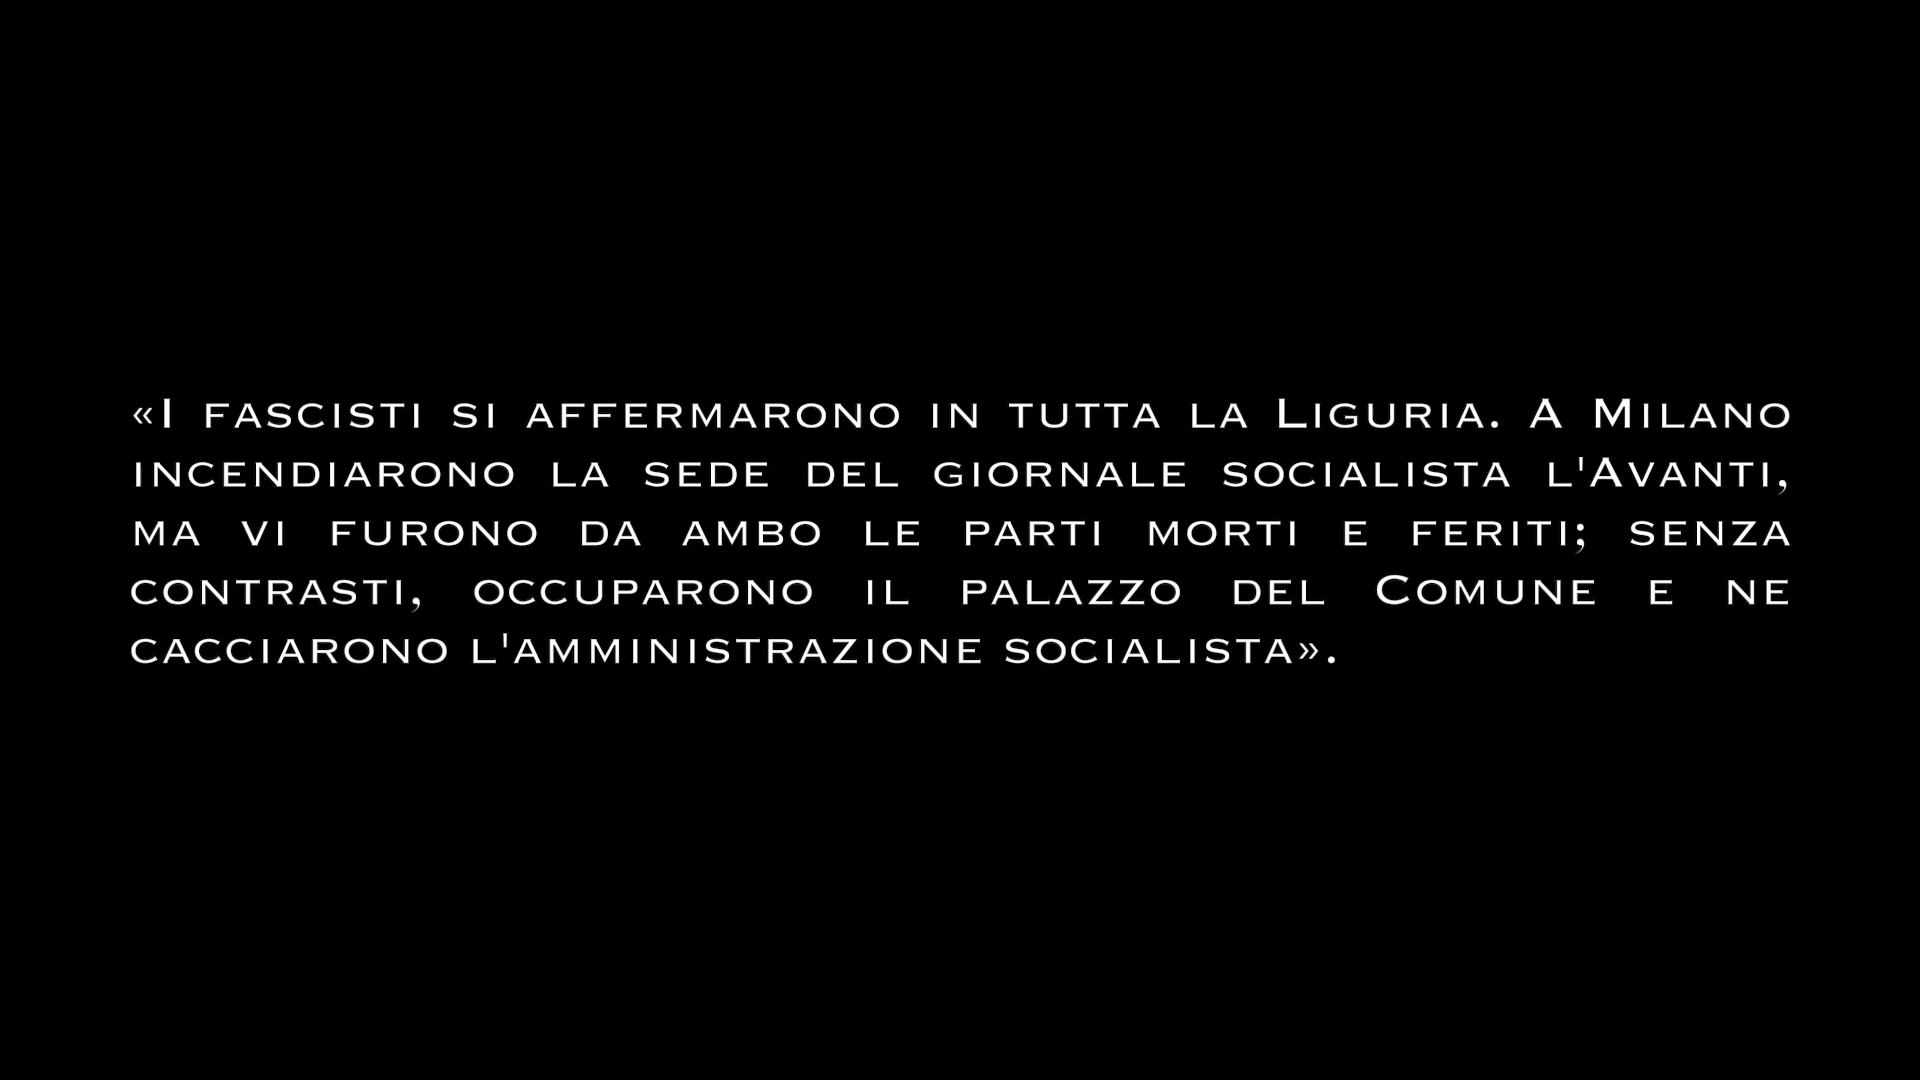 «I fascisti si affermarono in tutta la Liguria. A Milano
incendiarono la sede del giornale socialista l'Avanti,
ma vi furono da ambo le parti morti e feriti; senza
contrasti, occuparono il palazzo del Comune e ne
cacciarono l'amministrazione socialista».